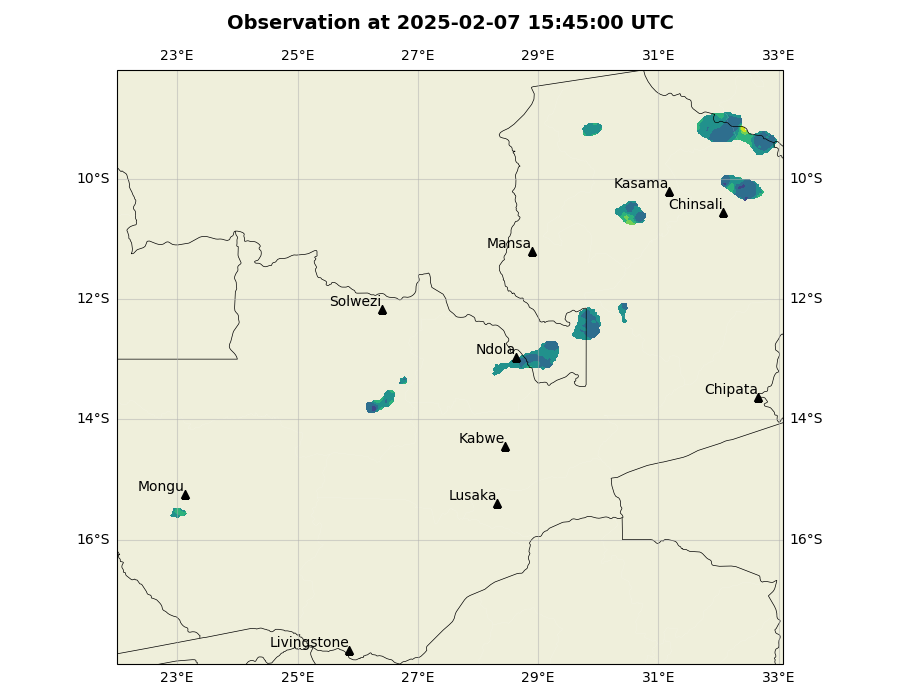 Observation at 2025-02-07 15:45:00 UTC
23°E 25°E 27°E 29°E 31°E 33°E
10°S 10°S
Kasama
Chinsali
Mansa
12°S 12°S
Solwezi
Ndola
Chipata
14°S 14°S
Kabwe
Mongu
Lusaka
16°S 16°S
Livingstone
23°E 25°E 27°E 29°E 31°E 33°E